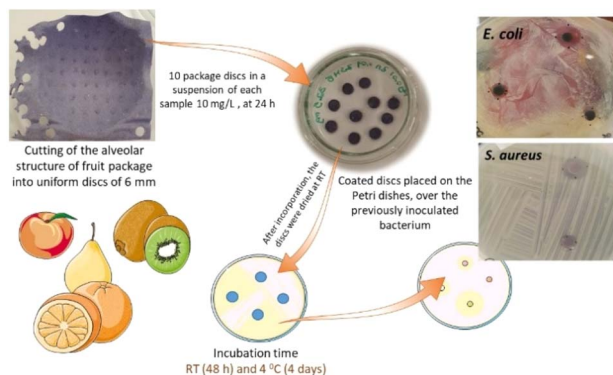 E. coli
10 package discs in a
suspension of each
sample 10 mg/L , at 24 h
Cutting of the alveolar
structure of fruit package
into uniform discs of 6 mm
S. aureus
Coated discs placed on the
Petri dishes, over the
previously inoculated
bacterium
After incorporation, the
discs were dried at RT
Incubation time
RT (48 h) and 4 ⁰C (4 days)